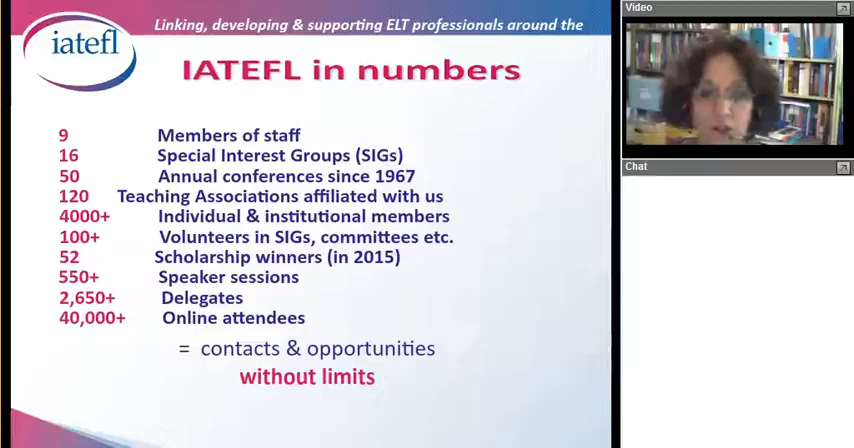 Linking, developing & supporting ELT professionals around the
iatefl
IATEFL in numbers
9 Members of staff
16 Special Interest Groups (SIGs)
50 Annual conferences since 1967
120 Teaching Associations affiliated with us
4000+ Individual & institutional members
100+ Volunteers in SIGs, committees etc.
52 Scholarship winners (in 2015)
550+ Speaker sessions
2,650+ Delegates
40,000+ Online attendees
= contacts & opportunities
without limits
Video
Chat